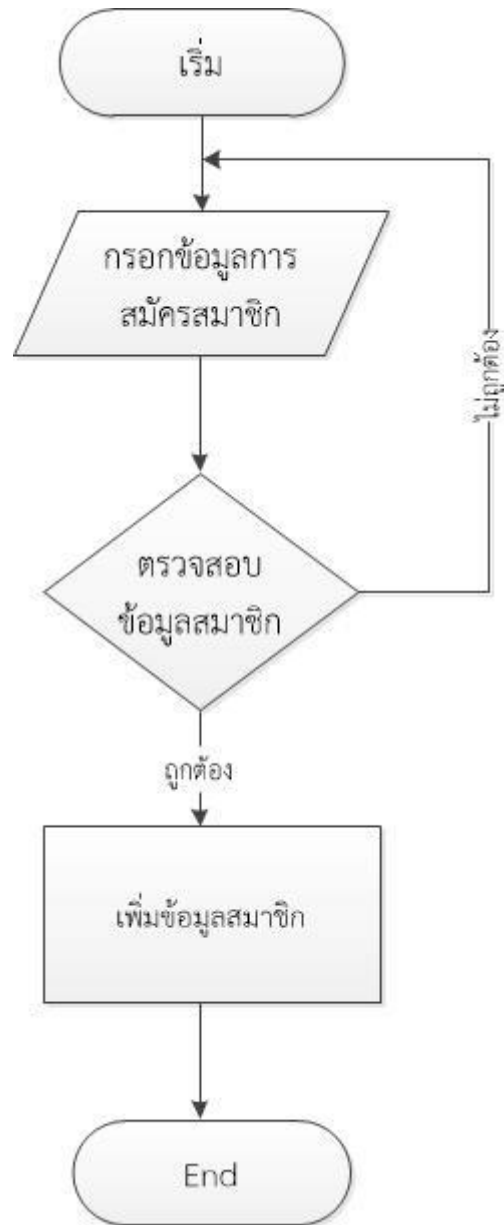 เริ่ม
กรอกข้อมูลการ
สมัครสมาชิก
ไม่ถูกต้อง
ตรวจสอบ
ข้อมูลสมาชิก
ถูกต้อง
เพิ่มข้อมูลสมาชิก
End